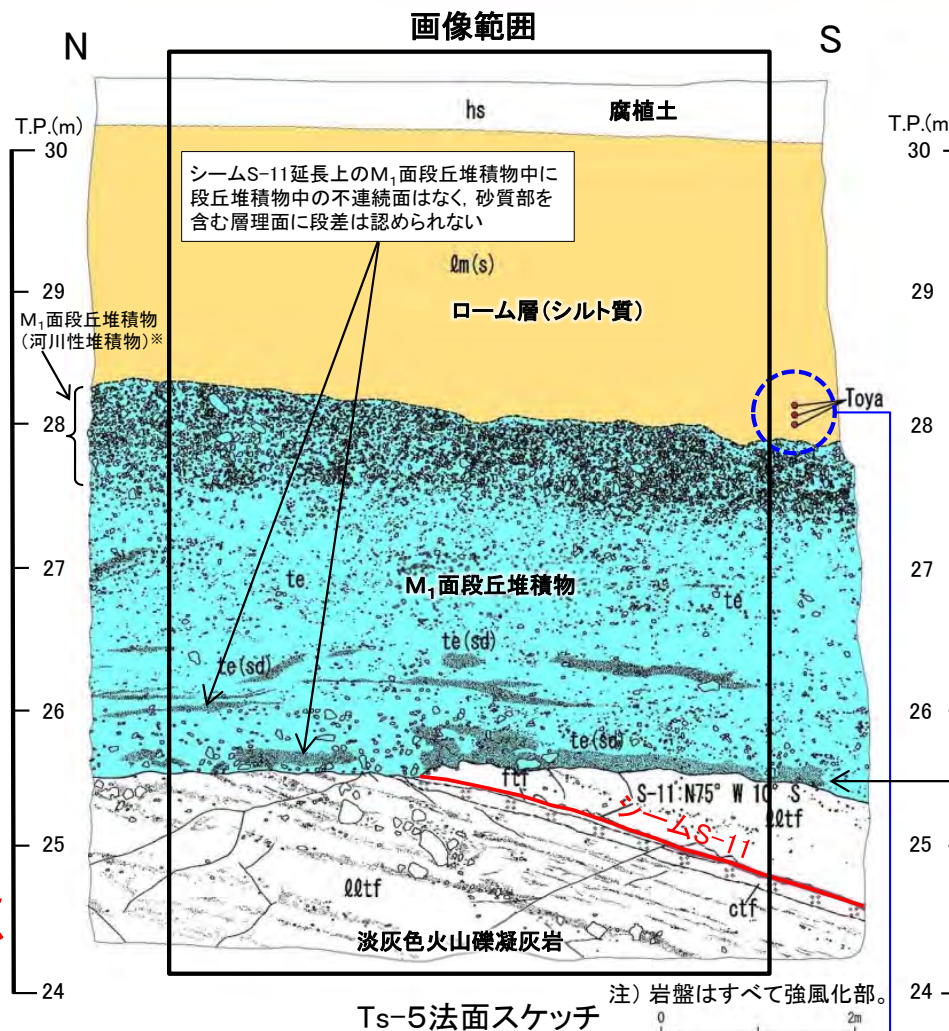 画像範囲
N
S
hs
腐植土
T.P.(m)
T.P.(m)
30
30
シームS-11延長上のM₁面段丘堆積物中に
段丘堆積物中の不連続面はなく, 砂質部を
含む層理面に段差は認められない
ℓm(s)
ローム層(シルト質)
29
29
M₁面段丘堆積物
(河川性堆積物)※
Toya
28
28
27
27
te
M₁面段丘堆積物
te
te(sd)
te(sd)
26
26
te(sd)
ftf
S-11:N75° W 10° S
シームS-11
ℓℓtf
25
25
ℓℓtf
ctf
淡灰色火山礫凝灰岩
24
24
注) 岩盤はすべて強風化部。
Ts-5法面スケッチ
0
2m